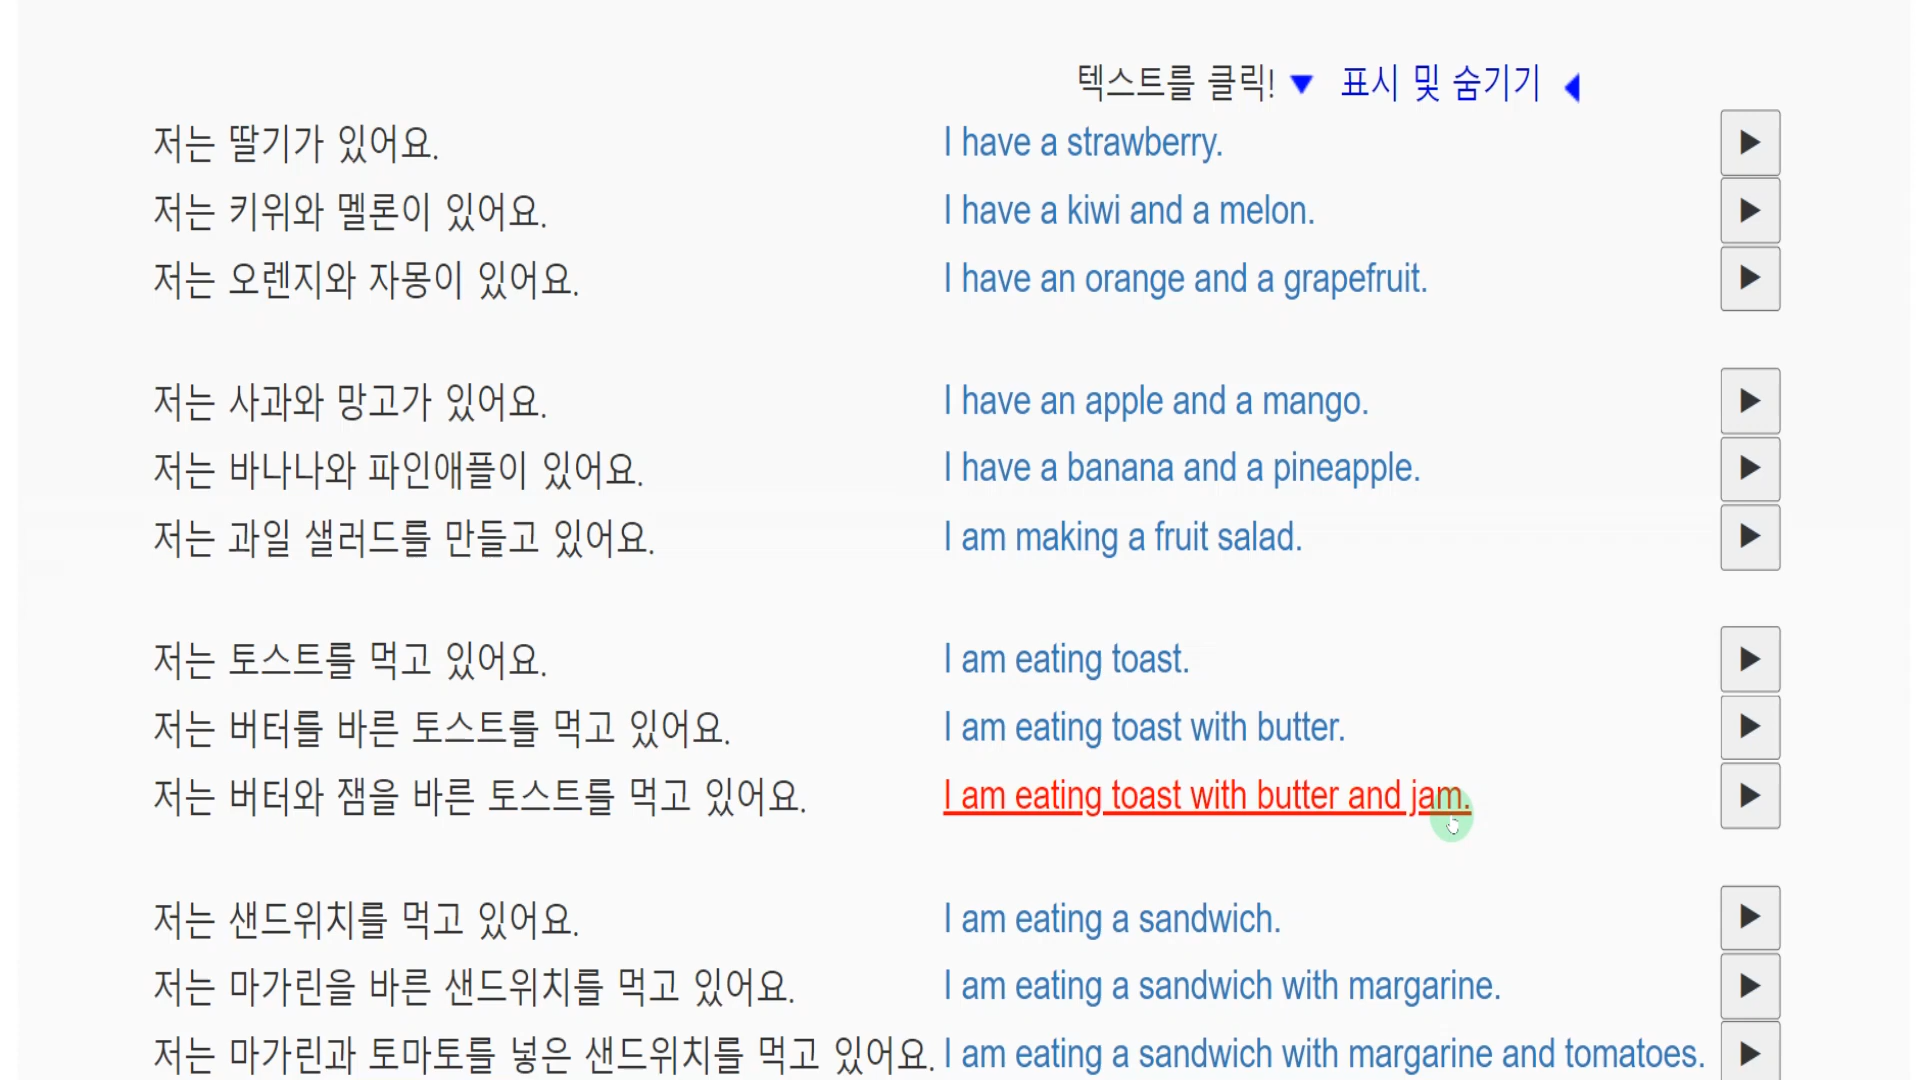 텍스트를 클릭! ▼ 표시 및 숨기기 ◀
저는 딸기가 있어요. I have a strawberry. ▶
저는 키위와 멜론이 있어요. I have a kiwi and a melon. ▶
저는 오렌지와 자몽이 있어요. I have an orange and a grapefruit. ▶
저는 사과와 망고가 있어요. I have an apple and a mango. ▶
저는 바나나와 파인애플이 있어요. I have a banana and a pineapple. ▶
저는 과일 샐러드를 만들고 있어요. I am making a fruit salad. ▶
저는 토스트를 먹고 있어요. I am eating toast. ▶
저는 버터를 바른 토스트를 먹고 있어요. I am eating toast with butter. ▶
저는 버터와 잼을 바른 토스트를 먹고 있어요. I am eating toast with butter and jam. ▶
저는 샌드위치를 먹고 있어요. I am eating a sandwich. ▶
저는 마가린을 바른 샌드위치를 먹고 있어요. I am eating a sandwich with margarine. ▶
저는 마가린과 토마토를 넣은 샌드위치를 먹고 있어요. I am eating a sandwich with margarine and tomatoes. ▶